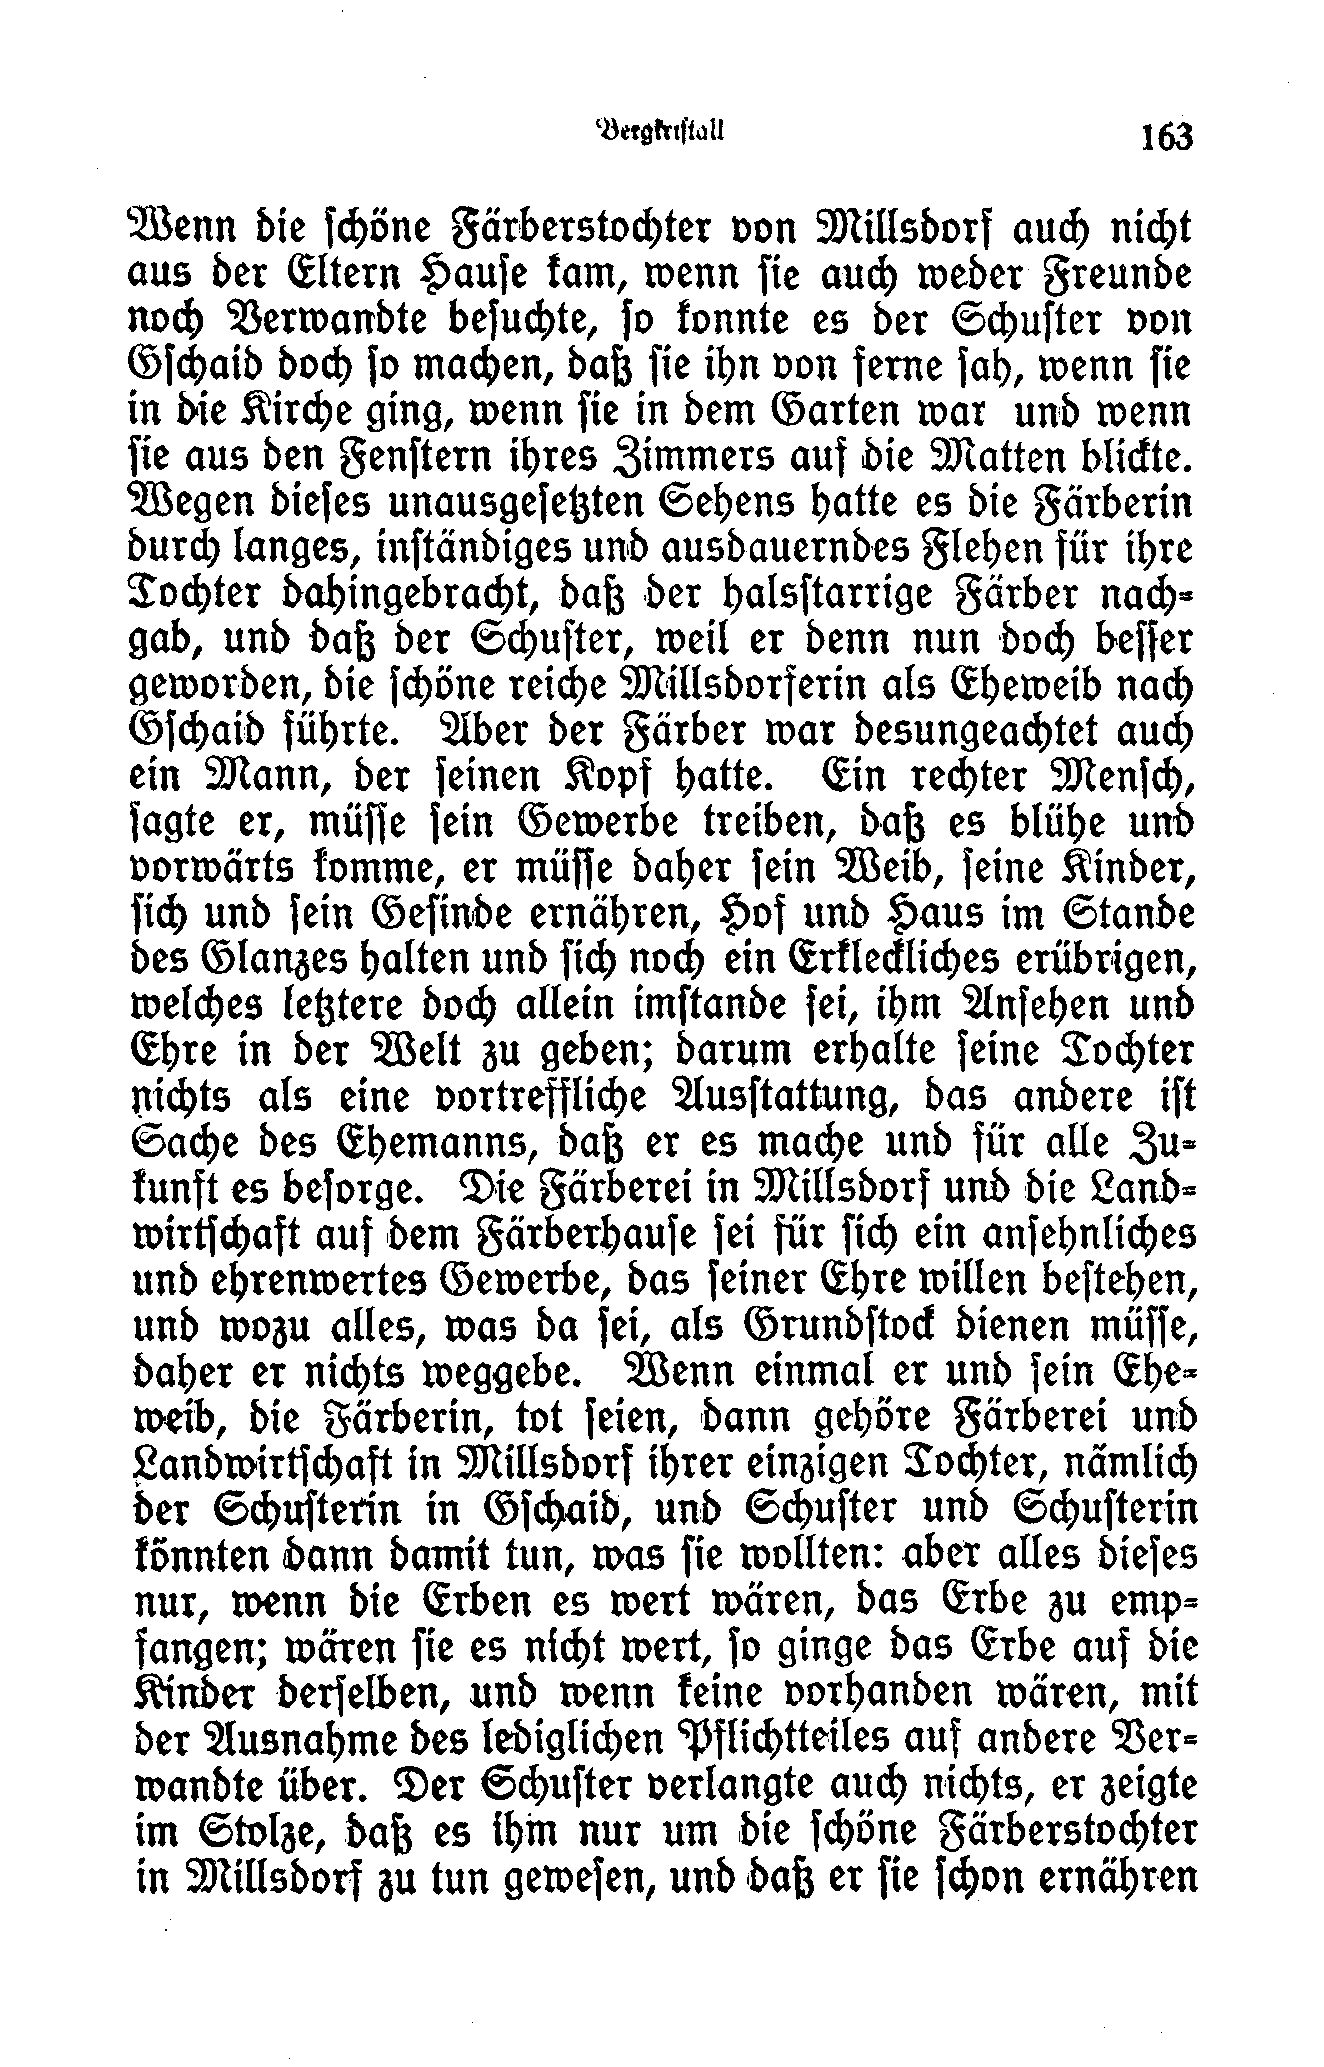 Bergkristall 163
Wenn die schöne Färberstochter von Millsdorf auch nicht
aus der Eltern Hause kam, wenn sie auch weder Freunde
noch Verwandte besuchte, so konnte es der Schuster von
Gschaid doch so machen, daß sie ihn von ferne sah, wenn sie
in die Kirche ging, wenn sie in dem Garten war und wenn
sie aus den Fenstern ihres Zimmers auf die Matten blickte.
Wegen dieses unausgesetzten Sehens hatte es die Färberin
durch langes, inständiges und ausdauerndes Flehen für ihre
Tochter dahingebracht, daß der halsstarrige Färber nach-
gab, und daß der Schuster, weil er denn nun doch besser
geworden, die schöne reiche Millsdorferin als Eheweib nach
Gschaid führte. Aber der Färber war desungeachtet auch
ein Mann, der seinen Kopf hatte. Ein rechter Mensch,
sagte er, müsse sein Gewerbe treiben, daß es blühe und
vorwärts komme, er müsse daher sein Weib, seine Kinder,
sich und sein Gesinde ernähren, Hof und Haus im Stande
des Glanzes halten und sich noch ein Erkleckliches erübrigen,
welches letztere doch allein imstande sei, ihm Ansehen und
Ehre in der Welt zu geben; darum erhalte seine Tochter
nichts als eine vortreffliche Ausstattung, das andere ist
Sache des Ehemanns, daß er es mache und für alle Zu-
kunft es besorge. Die Färberei in Millsdorf und die Land-
wirtschaft auf dem Färberhause sei für sich ein ansehnliches
und ehrenwertes Gewerbe, das seiner Ehre willen bestehen,
und wozu alles, was da sei, als Grundstock dienen müsse,
daher er nichts weggebe. Wenn einmal er und sein Ehe-
weib, die Färberin, tot seien, dann gehöre Färberei und
Landwirtschaft in Millsdorf ihrer einzigen Tochter, nämlich
der Schusterin in Gschaid, und Schuster und Schusterin
könnten dann damit tun, was sie wollten: aber alles dieses
nur, wenn die Erben es wert wären, das Erbe zu emp-
fangen; wären sie es nicht wert, so ginge das Erbe auf die
Kinder derselben, und wenn keine vorhanden wären, mit
der Ausnahme des lediglichen Pflichtteiles auf andere Ver-
wandte über. Der Schuster verlangte auch nichts, er zeigte
im Stolze, daß es ihm nur um die schöne Färberstochter
in Millsdorf zu tun gewesen, und daß er sie schon ernähren